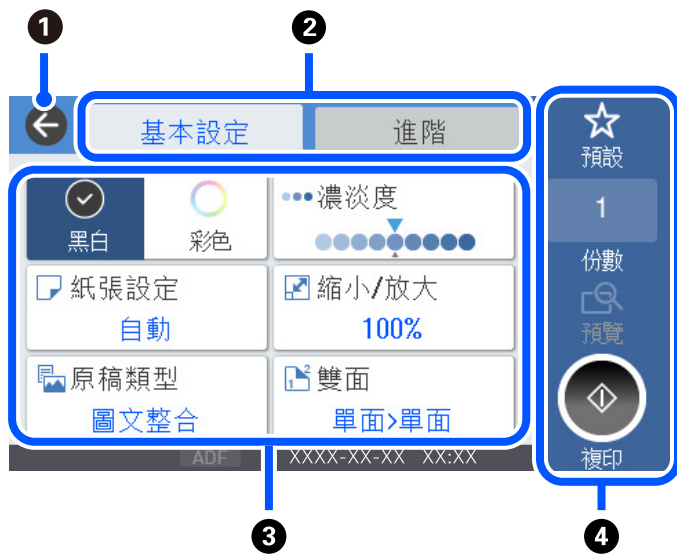 1
2
基本設定
進階
黑白
彩色
濃淡度
紙張設定
自動
縮小/放大
100%
原稿類型
圖文整合
1 2
雙面
單面>單面
ADF
XXXX-XX-XX XX:XX
預設
1
份數
預覽
複印
3
4